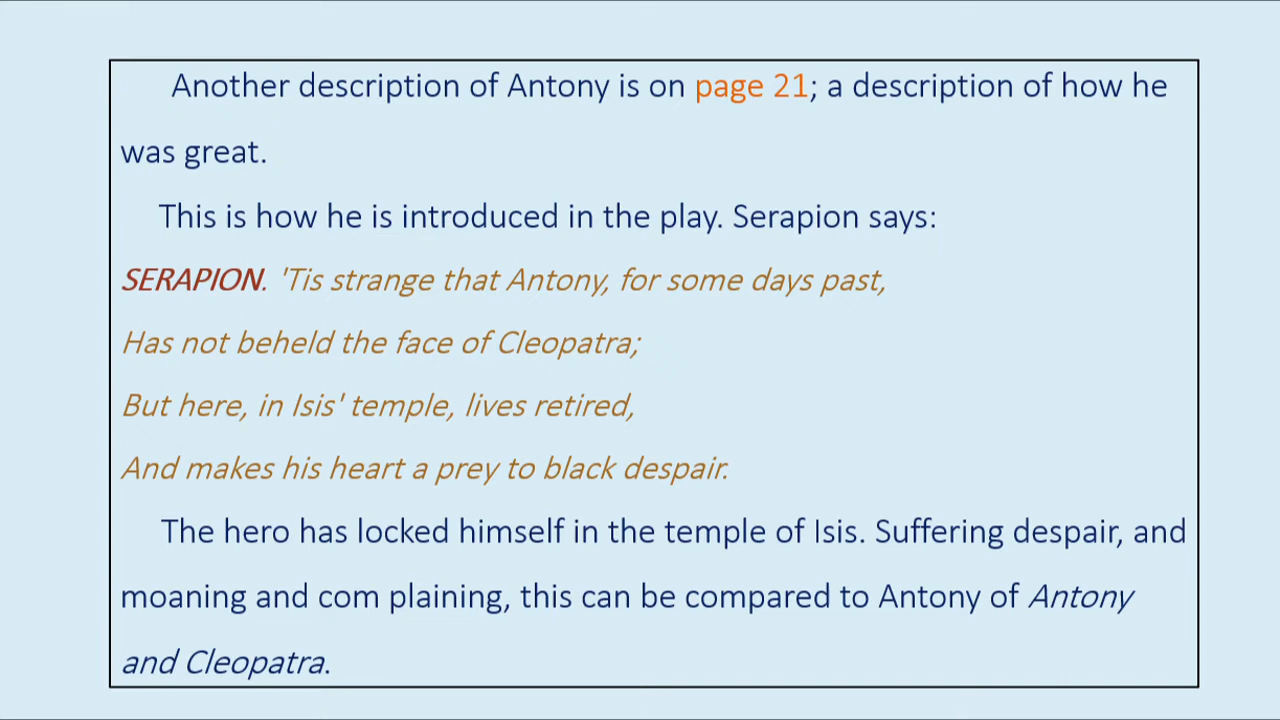 Another description of Antony is on page 21; a description of how he
was great.
This is how he is introduced in the play. Serapion says:
SERAPION. 'Tis strange that Antony, for some days past,
Has not beheld the face of Cleopatra;
But here, in Isis' temple, lives retired,
And makes his heart a prey to black despair.
The hero has locked himself in the temple of Isis. Suffering despair, and
moaning and com plaining, this can be compared to Antony of Antony
and Cleopatra.